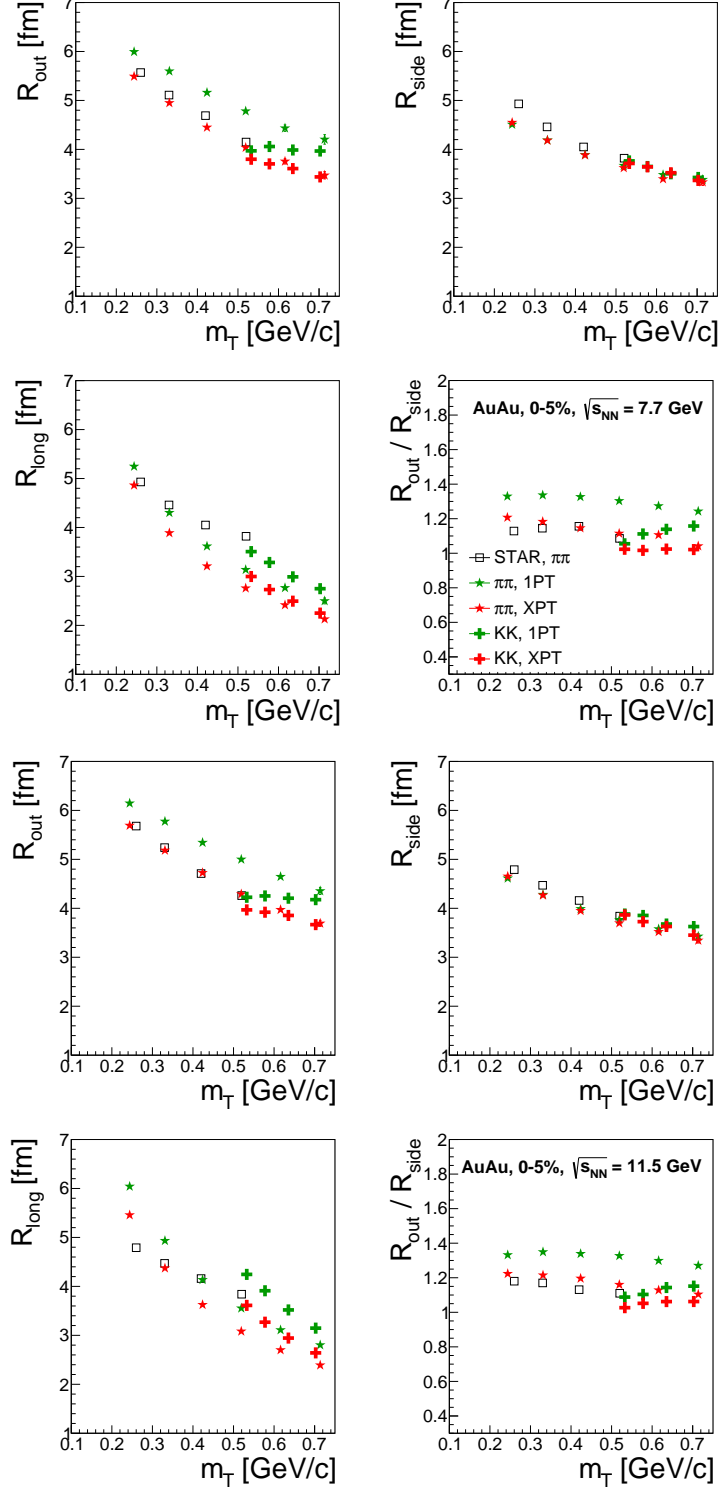 R_out [fm]
7
6
5
4
3
2
1
0.1 0.2 0.3 0.4 0.5 0.6 0.7
m_T [GeV/c]
R_side [fm]
7
6
5
4
3
2
1
0.1 0.2 0.3 0.4 0.5 0.6 0.7
m_T [GeV/c]
R_long [fm]
7
6
5
4
3
2
1
0.1 0.2 0.3 0.4 0.5 0.6 0.7
m_T [GeV/c]
R_out / R_side
2
1.8
1.6
1.4
1.2
1
0.8
0.6
0.4
AuAu, 0-5%, √s_NN = 7.7 GeV
STAR, ππ
ππ, 1PT
ππ, XPT
KK, 1PT
KK, XPT
0.1 0.2 0.3 0.4 0.5 0.6 0.7
m_T [GeV/c]
R_out [fm]
7
6
5
4
3
2
1
0.1 0.2 0.3 0.4 0.5 0.6 0.7
m_T [GeV/c]
R_side [fm]
7
6
5
4
3
2
1
0.1 0.2 0.3 0.4 0.5 0.6 0.7
m_T [GeV/c]
R_long [fm]
7
6
5
4
3
2
1
0.1 0.2 0.3 0.4 0.5 0.6 0.7
m_T [GeV/c]
R_out / R_side
2
1.8
1.6
1.4
1.2
1
0.8
0.6
0.4
AuAu, 0-5%, √s_NN = 11.5 GeV
0.1 0.2 0.3 0.4 0.5 0.6 0.7
m_T [GeV/c]